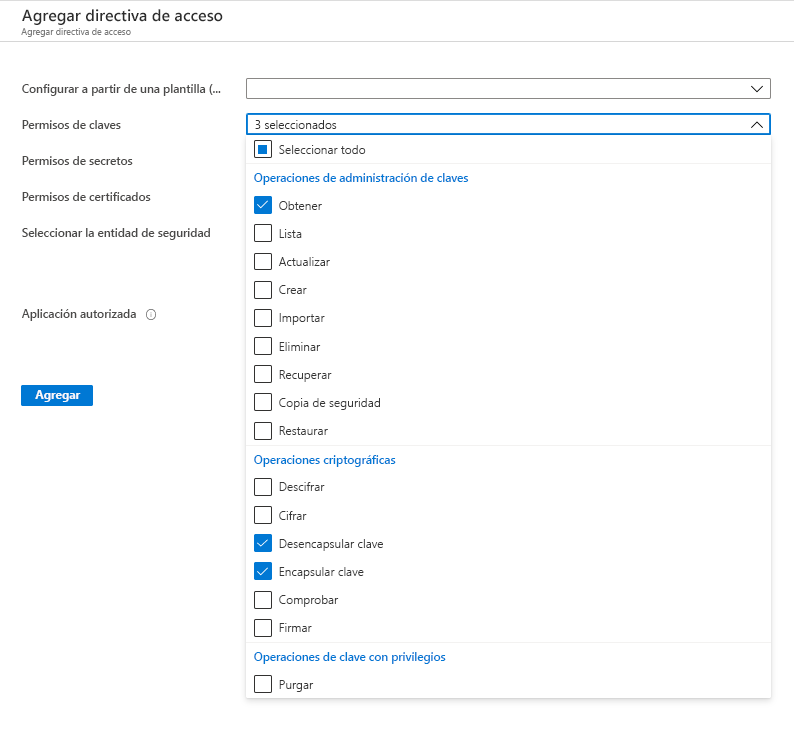 Agregar directiva de acceso
Agregar directiva de acceso
Configurar a partir de una plantilla (...
Permisos de claves
3 seleccionados
Seleccionar todo
Permisos de secretos
Operaciones de administración de claves
Permisos de certificados
Obtener
Seleccionar la entidad de seguridad
Lista
Actualizar
Crear
Aplicación autorizada
Importar
Eliminar
Recuperar
Agregar
Copia de seguridad
Restaurar
Operaciones criptográficas
Descifrar
Cifrar
Desencapsular clave
Encapsular clave
Comprobar
Firmar
Operaciones de clave con privilegios
Purgar